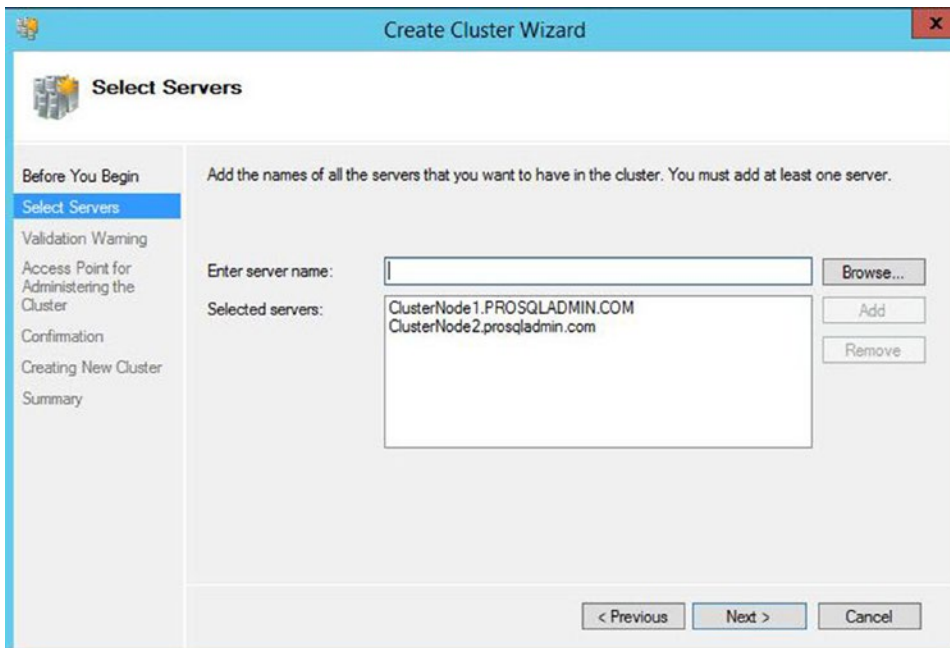 Create Cluster Wizard
x
Select Servers
Before You Begin
Select Servers
Validation Warning
Access Point for
Administering the
Cluster
Confirmation
Creating New Cluster
Summary
Add the names of all the servers that you want to have in the cluster. You must add at least one server.
Enter server name:
Browse...
Selected servers:
ClusterNode1.PROSQLADMIN.COM
ClusterNode2.prosqladmin.com
Add
Remove
< Previous
Next >
Cancel